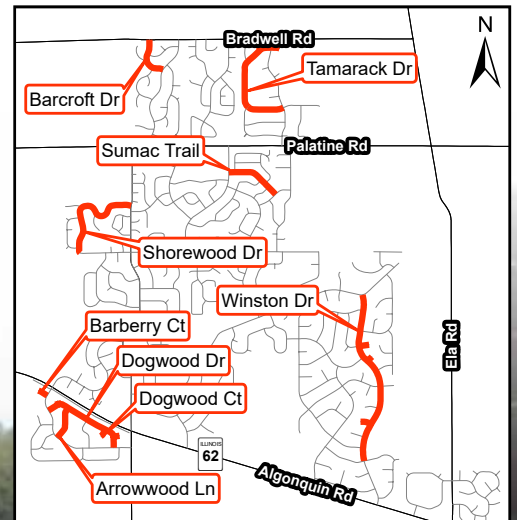 N
Bradwell Rd
Tamarack Dr
Barcroft Dr
Sumac Trail
Palatine Rd
Shorewood Dr
Winston Dr
Barberry Ct
Ela Rd
Dogwood Dr
Dogwood Ct
ILLINOIS
62
Algonquin Rd
Arrowwood Ln